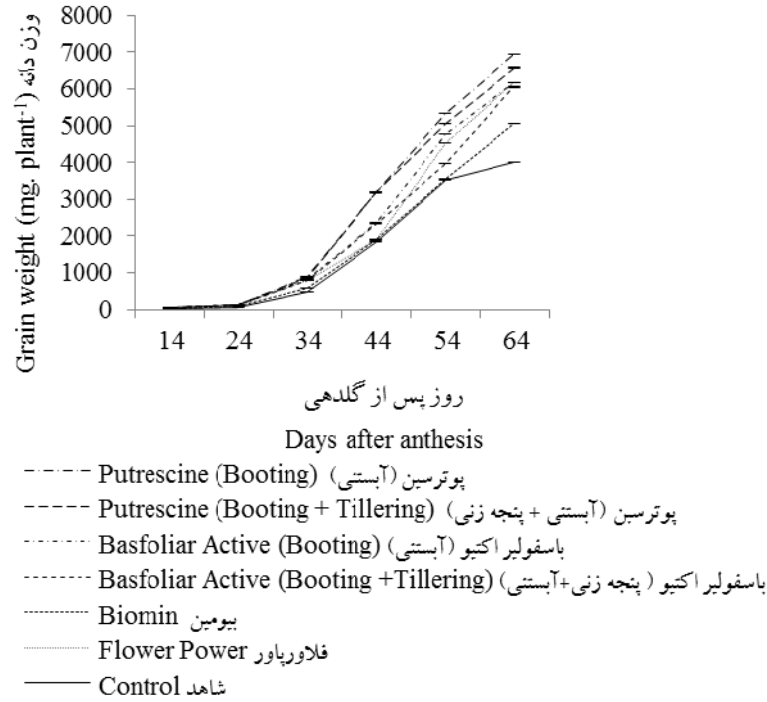 8000
7000
6000
5000
4000
3000
2000
1000
0
Grain weight (mg. plant⁻¹) وزن دانه
14 24 34 44 54 64
روز پس از گلدهی
Days after anthesis
Putrescine (Booting) پوترسین (آبستنی)
Putrescine (Booting + Tillering) پوترسین (آبستنی + پنجه زنی)
Basfoliar Active (Booting) باسفولیر اکتیو (آبستنی)
Basfoliar Active (Booting +Tillering) باسفولیر اکتیو ( پنجه زنی+آبستنی)
Biomin بیومین
Flower Power فلاورپاور
Control شاهد